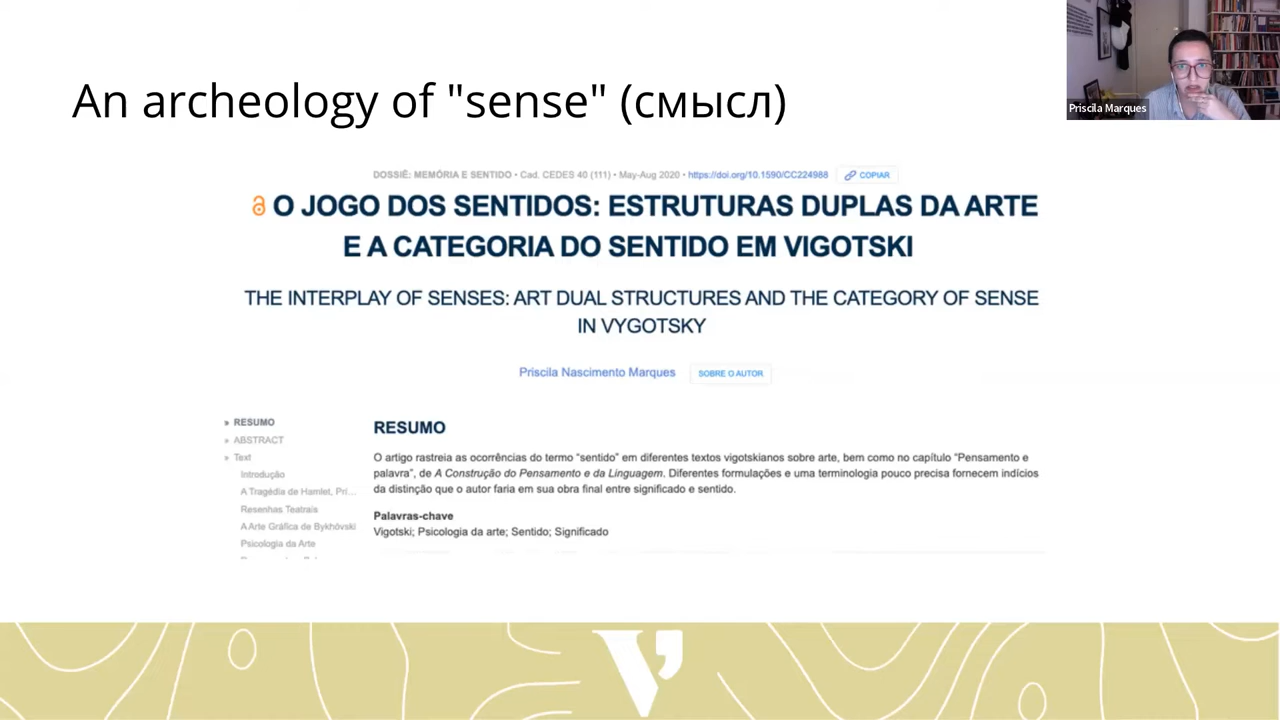 An archeology of "sense" (смысл)
Priscila Marques
DOSSIÊ: MEMÓRIA E SENTIDO • Cad. CEDES 40 (111) • May-Aug 2020 • https://doi.org/10.1590/CC224988 COPIAR
O JOGO DOS SENTIDOS: ESTRUTURAS DUPLAS DA ARTE
E A CATEGORIA DO SENTIDO EM VIGOTSKI
THE INTERPLAY OF SENSES: ART DUAL STRUCTURES AND THE CATEGORY OF SENSE
IN VYGOTSKY
Priscila Nascimento Marques SOBRE O AUTOR
» RESUMO
» ABSTRACT
» Text
Introdução
A Tragédia de Hamlet, Prí...
Resenhas Teatrais
A Arte Gráfica de Bykhóvski
Psicologia da Arte
RESUMO
O artigo rastreia as ocorrências do termo “sentido” em diferentes textos vigotskianos sobre arte, bem como no capítulo “Pensamento e
palavra”, de A Construção do Pensamento e da Linguagem. Diferentes formulações e uma terminologia pouco precisa fornecem indícios
da distinção que o autor faria em sua obra final entre significado e sentido.
Palavras-chave
Vigotski; Psicologia da arte; Sentido; Significado